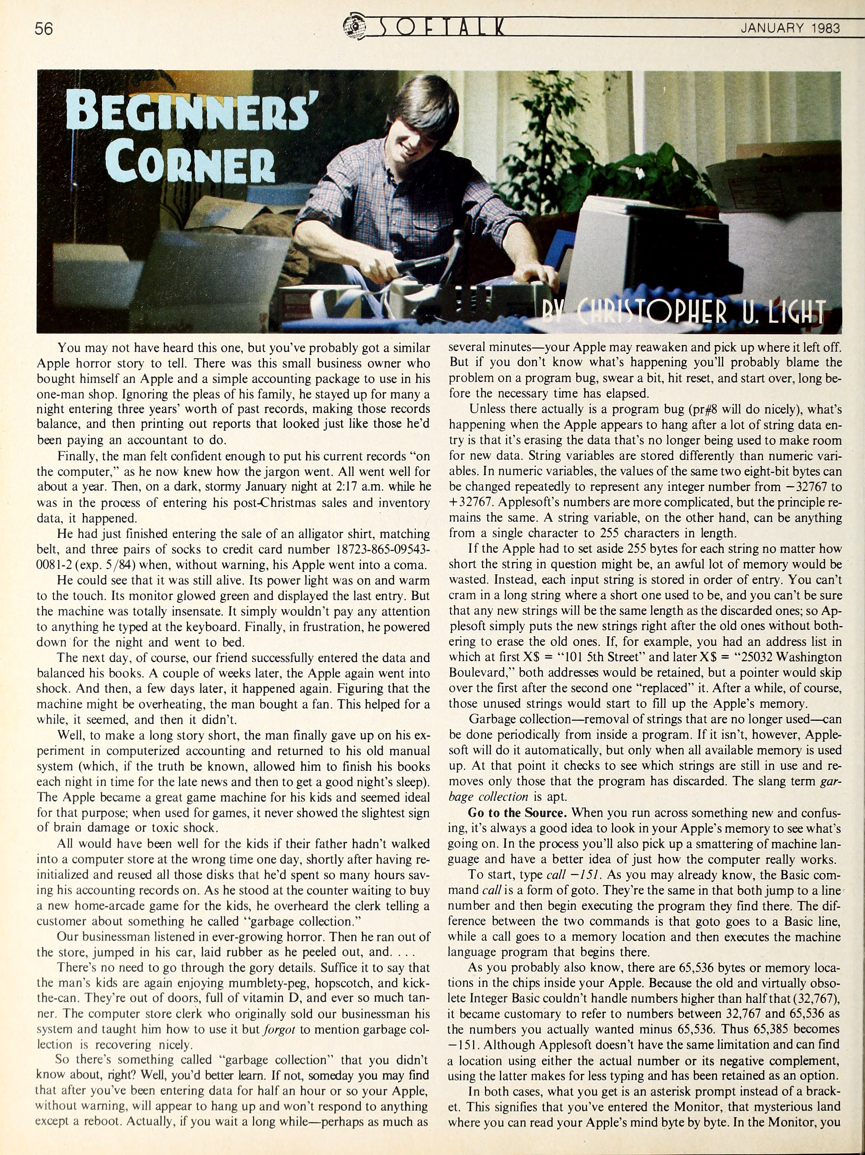 56
SOFTALK
JANUARY 1983
BEGINNERS'
CORNER
BY CHRISTOPHER U. LIGHT
You may not have heard this one, but you've probably got a similar
Apple horror story to tell. There was this small business owner who
bought himself an Apple and a simple accounting package to use in his
one-man shop. Ignoring the pleas of his family, he stayed up for many a
night entering three years' worth of past records, making those records
balance, and then printing out reports that looked just like those he'd
been paying an accountant to do.
Finally, the man felt confident enough to put his current records "on
the computer," as he now knew how the jargon went. All went well for
about a year. Then, on a dark, stormy January night at 2:17 a.m. while he
was in the process of entering his post-Christmas sales and inventory
data, it happened.
He had just finished entering the sale of an alligator shirt, matching
belt, and three pairs of socks to credit card number 18723-865-09543-
0081-2 (exp. 5/84) when, without warning, his Apple went into a coma.
He could see that it was still alive. Its power light was on and warm
to the touch. Its monitor glowed green and displayed the last entry. But
the machine was totally insensate. It simply wouldn't pay any attention
to anything he typed at the keyboard. Finally, in frustration, he powered
down for the night and went to bed.
The next day, of course, our friend successfully entered the data and
balanced his books. A couple of weeks later, the Apple again went into
shock. And then, a few days later, it happened again. Figuring that the
machine might be overheating, the man bought a fan. This helped for a
while, it seemed, and then it didn't.
Well, to make a long story short, the man finally gave up on his ex-
periment in computerized accounting and returned to his old manual
system (which, if the truth be known, allowed him to finish his books
each night in time for the late news and then to get a good night's sleep).
The Apple became a great game machine for his kids and seemed ideal
for that purpose; when used for games, it never showed the slightest sign
of brain damage or toxic shock.
All would have been well for the kids if their father hadn't walked
into a computer store at the wrong time one day, shortly after having re-
initialized and reused all those disks that he'd spent so many hours sav-
ing his accounting records on. As he stood at the counter waiting to buy
a new home-arcade game for the kids, he overheard the clerk telling a
customer about something he called "garbage collection."
Our businessman listened in ever-growing horror. Then he ran out of
the store, jumped in his car, laid rubber as he peeled out, and. . . .
There's no need to go through the gory details. Suffice it to say that
the man's kids are again enjoying mumblety-peg, hopscotch, and kick-
the-can. They're out of doors, full of vitamin D, and ever so much tan-
ner. The computer store clerk who originally sold our businessman his
system and taught him how to use it but forgot to mention garbage col-
lection is recovering nicely.
So there's something called "garbage collection" that you didn't
know about, right? Well, you'd better learn. If not, someday you may find
that after you've been entering data for half an hour or so your Apple,
without warning, will appear to hang up and won't respond to anything
except a reboot. Actually, if you wait a long while—perhaps as much as
several minutes—your Apple may reawaken and pick up where it left off.
But if you don't know what's happening you'll probably blame the
problem on a program bug, swear a bit, hit reset, and start over, long be-
fore the necessary time has elapsed.
Unless there actually is a program bug (pr#8 will do nicely), what's
happening when the Apple appears to hang after a lot of string data en-
try is that it's erasing the data that's no longer being used to make room
for new data. String variables are stored differently than numeric vari-
ables. In numeric variables, the values of the same two eight-bit bytes can
be changed repeatedly to represent any integer number from −32767 to
+32767. Applesoft's numbers are more complicated, but the principle re-
mains the same. A string variable, on the other hand, can be anything
from a single character to 255 characters in length.
If the Apple had to set aside 255 bytes for each string no matter how
short the string in question might be, an awful lot of memory would be
wasted. Instead, each input string is stored in order of entry. You can't
cram in a long string where a short one used to be, and you can't be sure
that any new strings will be the same length as the discarded ones; so Ap-
plesoft simply puts the new strings right after the old ones without both-
ering to erase the old ones. If, for example, you had an address list in
which at first X$ = "101 5th Street" and later X$ = "25032 Washington
Boulevard," both addresses would be retained, but a pointer would skip
over the first after the second one "replaced" it. After a while, of course,
those unused strings would start to fill up the Apple's memory.
Garbage collection—removal of strings that are no longer used—can
be done periodically from inside a program. If it isn't, however, Apple-
soft will do it automatically, but only when all available memory is used
up. At that point it checks to see which strings are still in use and re-
moves only those that the program has discarded. The slang term gar-
bage collection is apt.
Go to the Source. When you run across something new and confus-
ing, it's always a good idea to look in your Apple's memory to see what's
going on. In the process you'll also pick up a smattering of machine lan-
guage and have a better idea of just how the computer really works.
To start, type call −151. As you may already know, the Basic com-
mand call is a form of goto. They're the same in that both jump to a line
number and then begin executing the program they find there. The dif-
ference between the two commands is that goto goes to a Basic line,
while a call goes to a memory location and then executes the machine
language program that begins there.
As you probably also know, there are 65,536 bytes or memory loca-
tions in the chips inside your Apple. Because the old and virtually obso-
lete Integer Basic couldn't handle numbers higher than half that (32,767),
it became customary to refer to numbers between 32,767 and 65,536 as
the numbers you actually wanted minus 65,536. Thus 65,385 becomes
−151. Although Applesoft doesn't have the same limitation and can find
a location using either the actual number or its negative complement,
using the latter makes for less typing and has been retained as an option.
In both cases, what you get is an asterisk prompt instead of a brack-
et. This signifies that you've entered the Monitor, that mysterious land
where you can read your Apple's mind byte by byte. In the Monitor, you